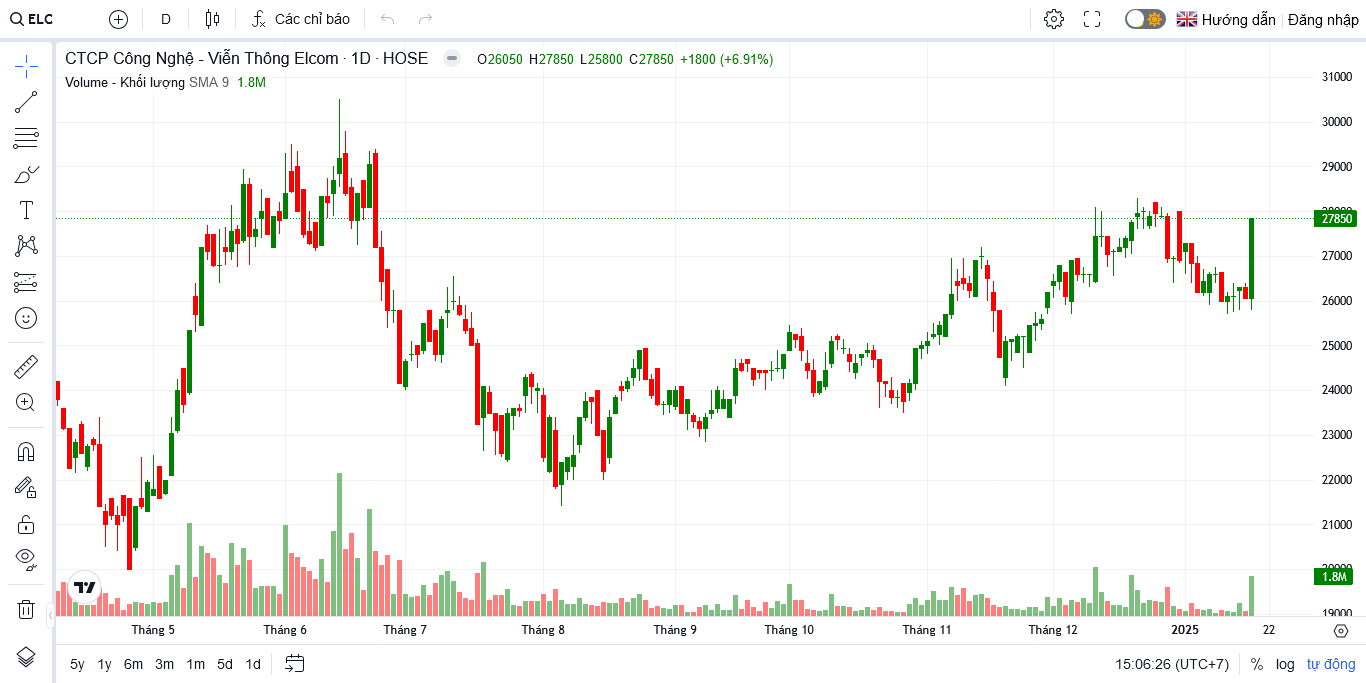 ELC D Các chỉ báo Hướng dẫn Đăng nhập
CTCP Công Nghệ - Viễn Thông Elcom · 1D · HOSE O26050 H27850 L25800 C27850 +1800 (+6.91%)
Volume - Khối lượng SMA 9 1.8M
31000
30000
29000
28000
27850
27000
26000
25000
24000
23000
22000
21000
20000
1.8M
19000
Tháng 5 Tháng 6 Tháng 7 Tháng 8 Tháng 9 Tháng 10 Tháng 11 Tháng 12 2025 22
5y 1y 6m 3m 1m 5d 1d 15:06:26 (UTC+7) % log tự động